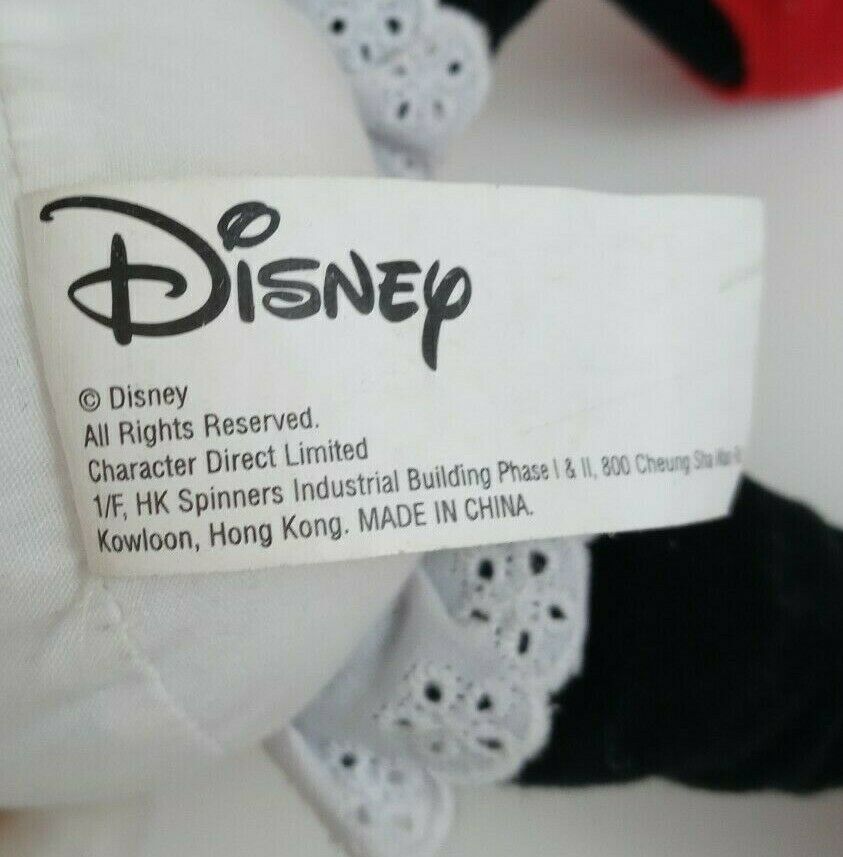 Disney
© Disney
All Rights Reserved.
Character Direct Limited
1/F, HK Spinners Industrial Building Phase I & II, 800 Cheung Sha
Kowloon, Hong Kong. MADE IN CHINA.